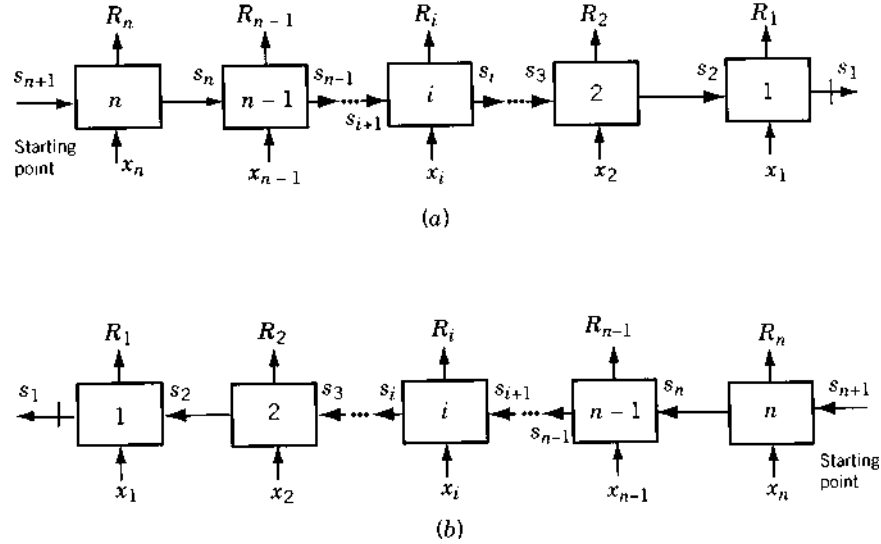 R_n R_{n-1} R_i R_2 R_1
s_{n+1} s_n s_{n-1} s_i s_3 s_2 s_1
n n-1 i 2 1
s_{i+1}
Starting
point
x_n x_{n-1} x_i x_2 x_1
(a)
R_1 R_2 R_i R_{n-1} R_n
s_1 s_2 s_3 s_i s_{i+1} s_n s_{n+1}
1 2 i n-1 n
s_{n-1}
Starting
point
x_1 x_2 x_i x_{n-1} x_n
(b)